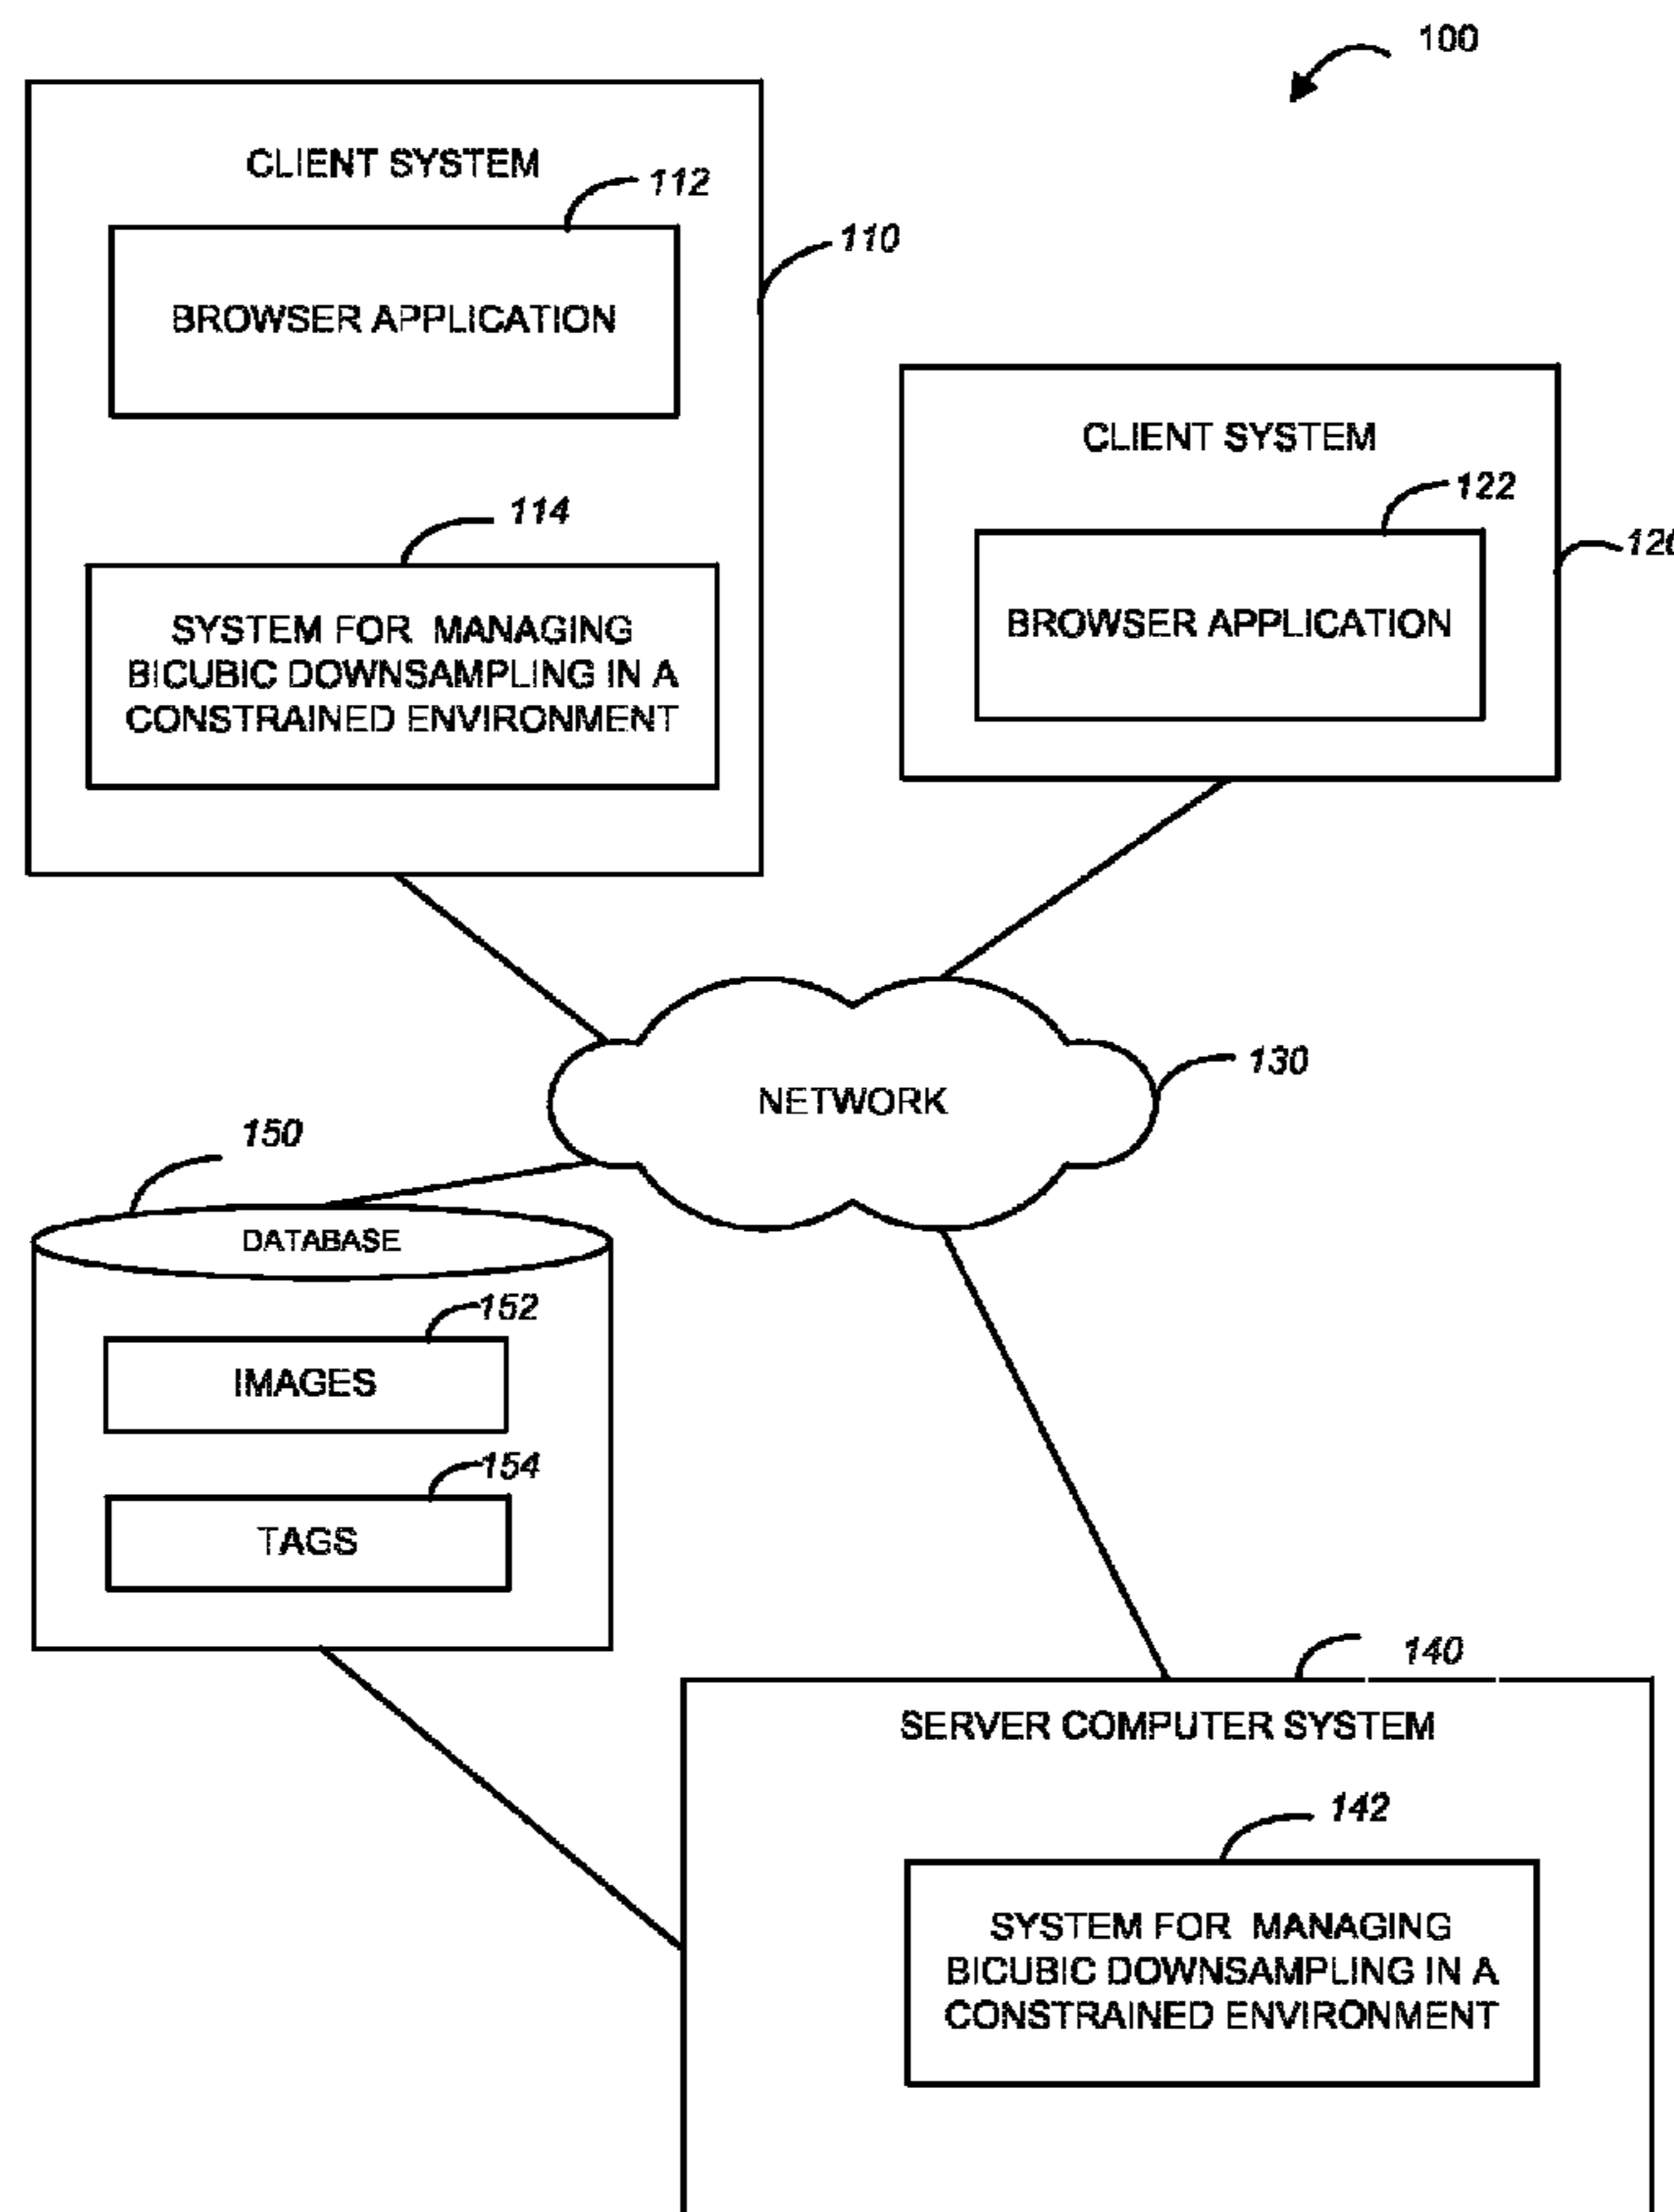 100
CLIENT SYSTEM
112
110
BROWSER APPLICATION
CLIENT SYSTEM
122
114
BROWSER APPLICATION
SYSTEM FOR MANAGING
BICUBIC DOWNSAMPLING IN A
CONSTRAINED ENVIRONMENT
130
NETWORK
150
DATABASE
152
IMAGES
154
TAGS
140
SERVER COMPUTER SYSTEM
142
SYSTEM FOR MANAGING
BICUBIC DOWNSAMPLING IN A
CONSTRAINED ENVIRONMENT